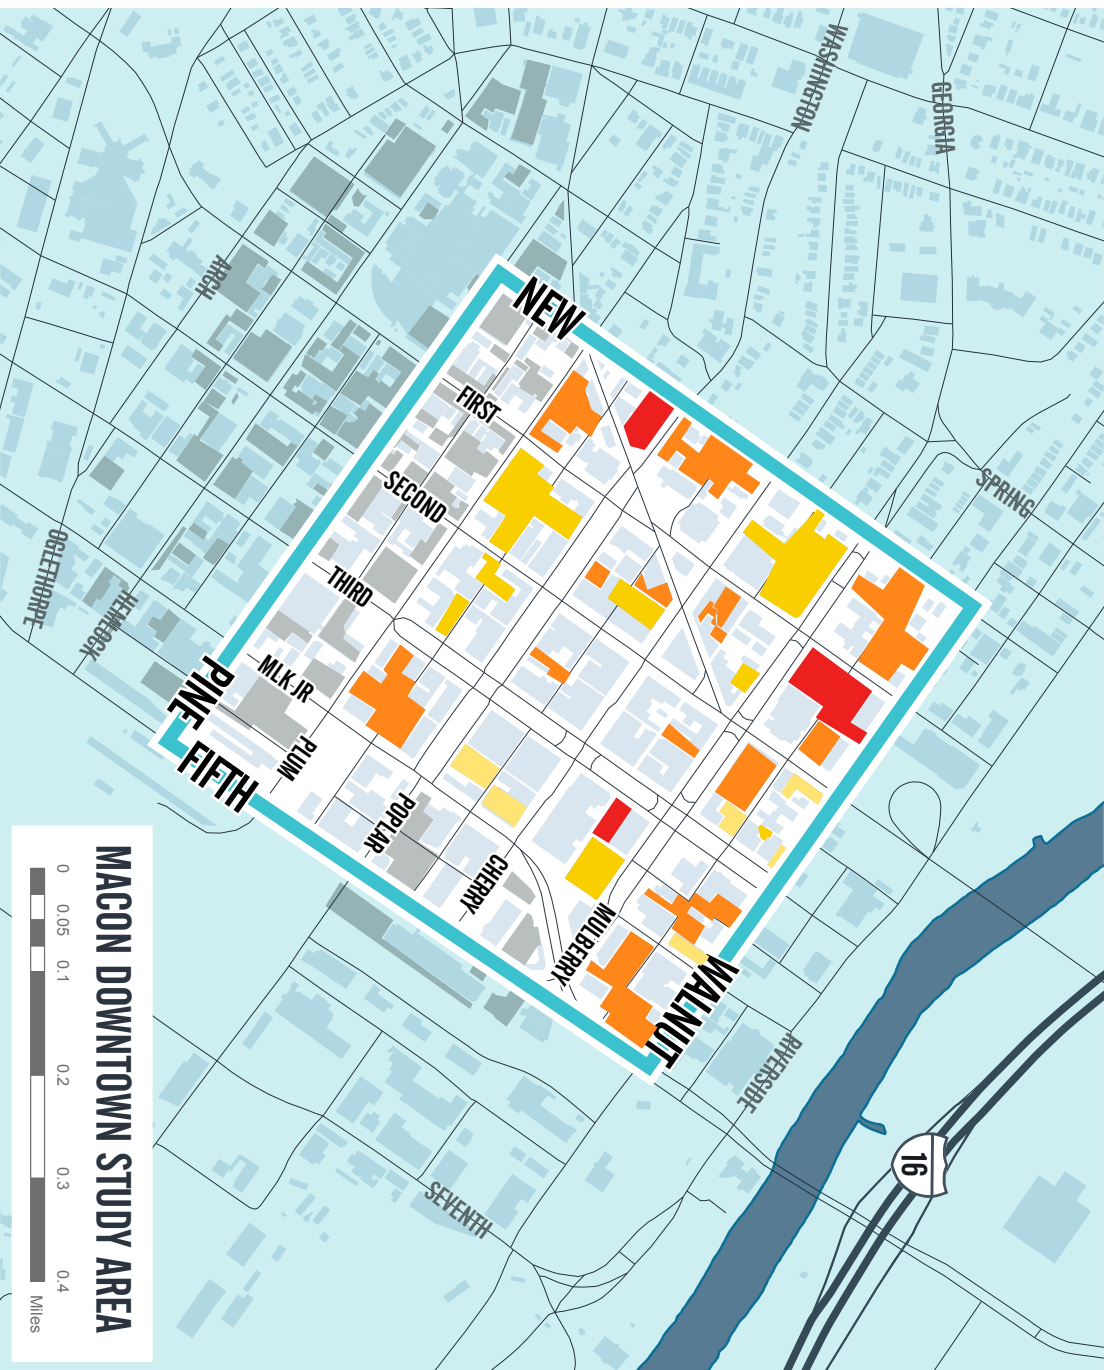 WASHINGTON
GEORGIA
ARCH
NEW
FIRST
SPRING
SECOND
OGLETHORPE
HEMLOCK
THIRD
MLK JR
PINE
PLUM
FIFTH
POPLAR
CHERRY
MULBERRY
WALNUT
RIVERSIDE
16
SEVENTH
MACON DOWNTOWN STUDY AREA
0 0.05 0.1 0.2 0.3 0.4
Miles